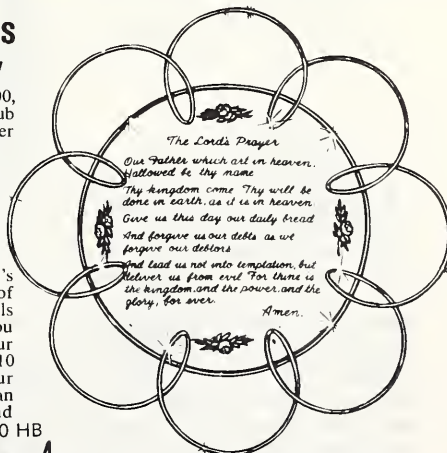 S
y
00,
ub
er
The Lord's Prayer
Our Father which art in heaven.
Hallowed be thy name
Thy kingdom come Thy will be
done in earth, as it is in heaven.
Give us this day our daily bread
And forgive us our debts as we
forgive our debtors
And lead us not into temptation, but
deliver us from evil For thine is
the kingdom, and the power, and the
glory, for ever.
Amen.
's
of
ls
ou
ur
10
ur
an
nd
0 HB